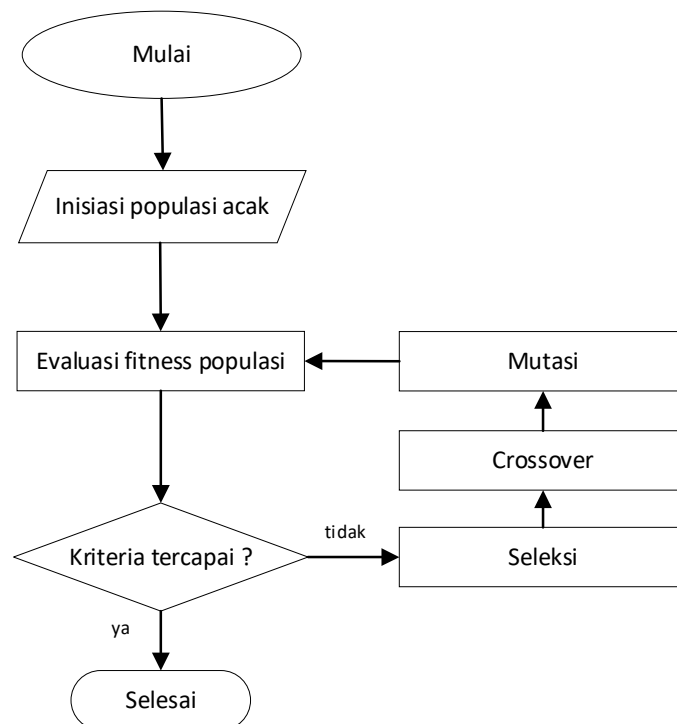 Mulai
Inisiasi populasi acak
Evaluasi fitness populasi
Mutasi
Crossover
Kriteria tercapai ?
tidak
Seleksi
ya
Selesai